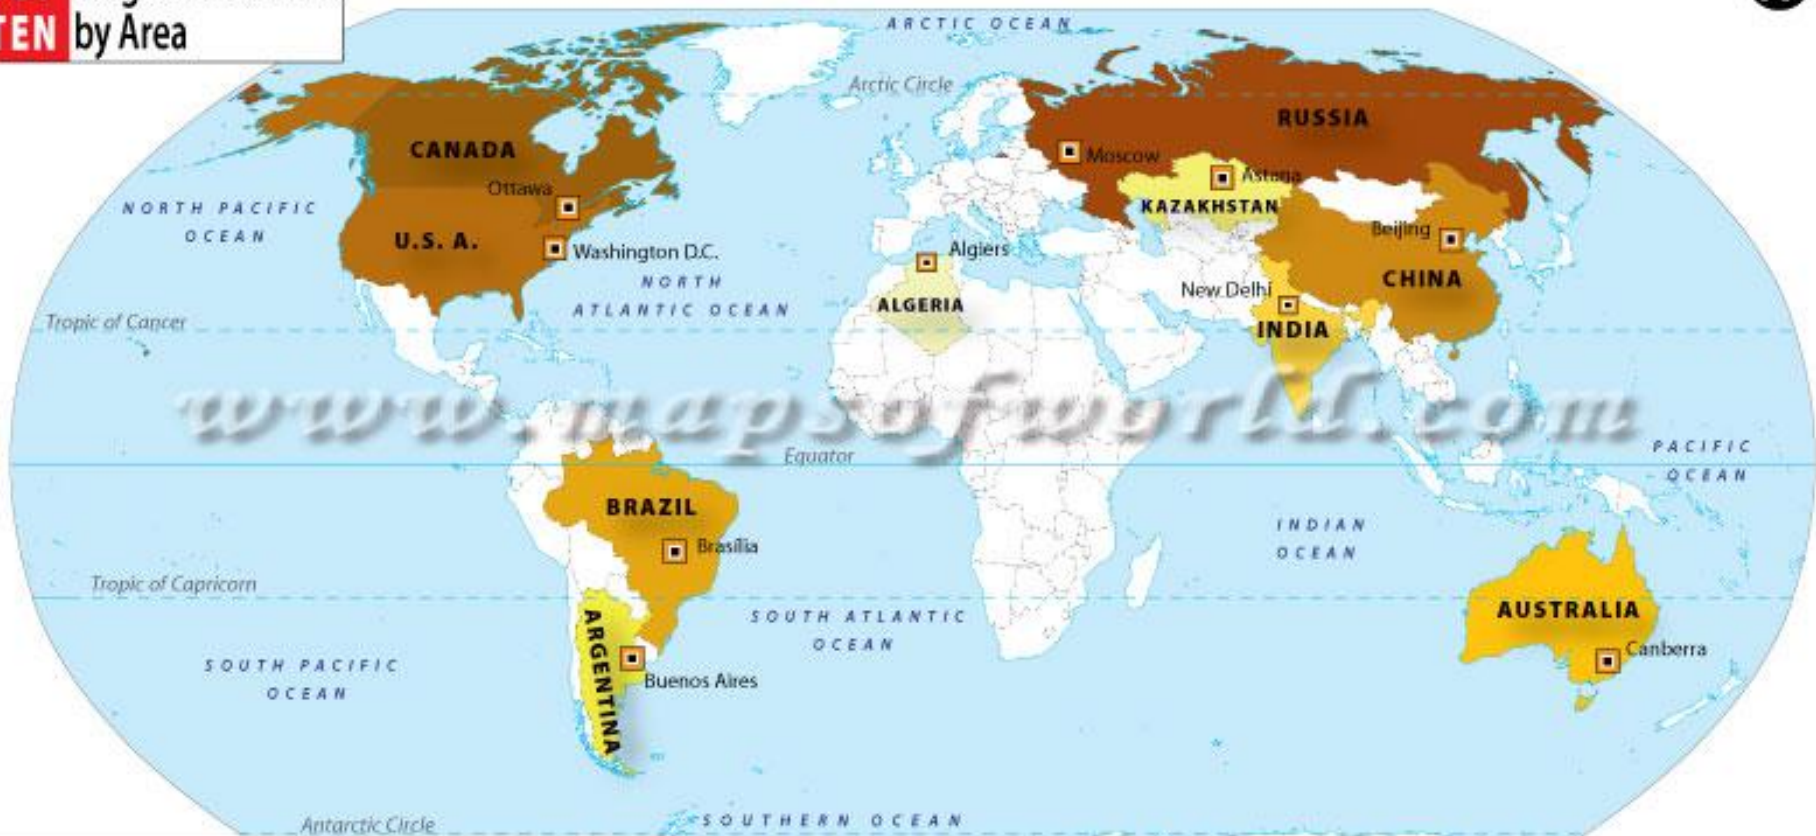 TEN by Area
ARCTIC OCEAN
Arctic Circle
RUSSIA
CANADA
Moscow
Astana
Ottawa
KAZAKHSTAN
NORTH PACIFIC
OCEAN
U.S.A.
Beijing
Washington D.C.
Algiers
CHINA
NORTH
ATLANTIC OCEAN
New Delhi
ALGERIA
INDIA
Tropic of Cancer
www.mapsofworld.com
Equator
PACIFIC
OCEAN
BRAZIL
Brasília
INDIAN
OCEAN
Tropic of Capricorn
SOUTH ATLANTIC
OCEAN
AUSTRALIA
ARGENTINA
Canberra
SOUTH PACIFIC
OCEAN
Buenos Aires
Antarctic Circle
SOUTHERN OCEAN